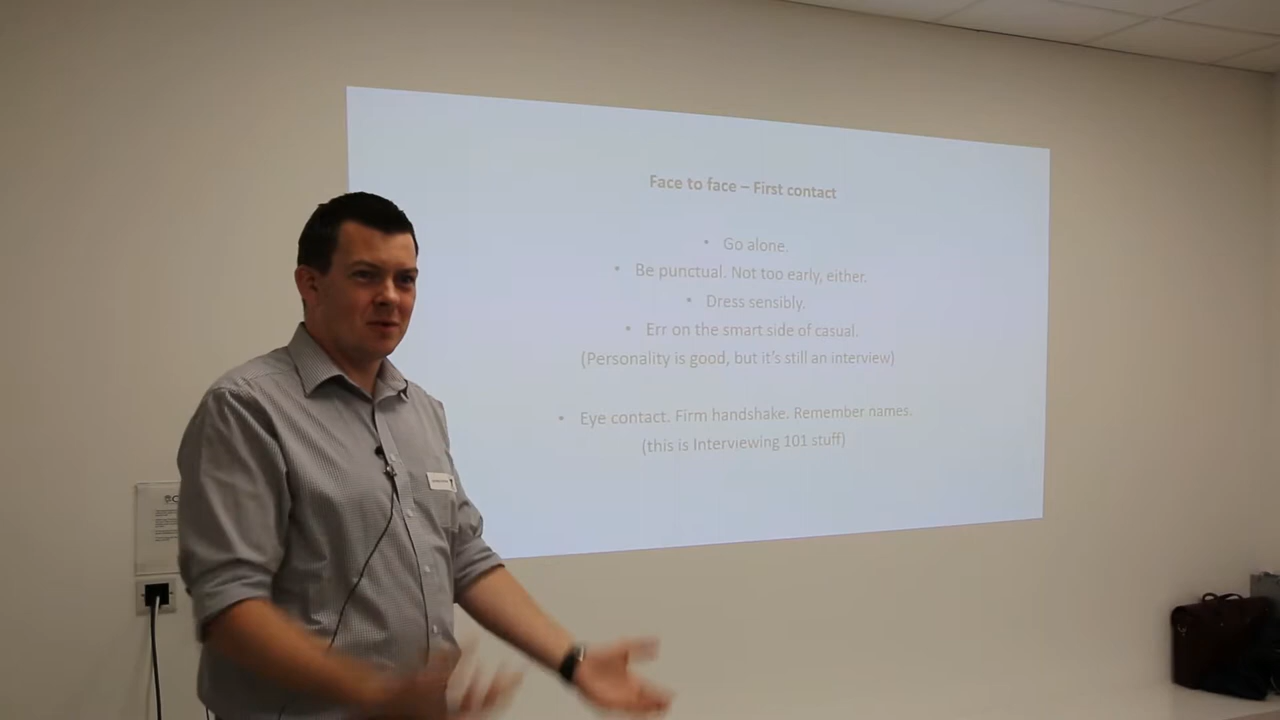 Face to face – First contact
• Go alone.
• Be punctual. Not too early, either.
• Dress sensibly.
• Err on the smart side of casual.
(Personality is good, but it's still an interview)
• Eye contact. Firm handshake. Remember names.
(this is Interviewing 101 stuff)